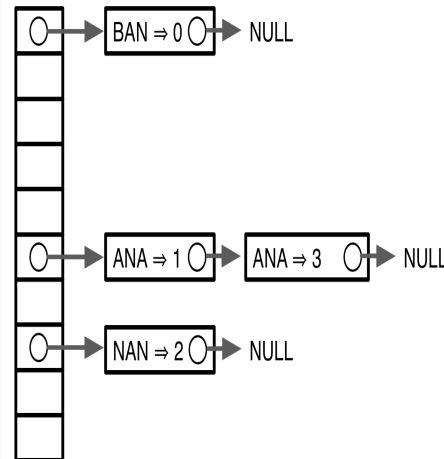 BAN ⇒ 0 NULL
ANA ⇒ 1 ANA ⇒ 3 NULL
NAN ⇒ 2 NULL